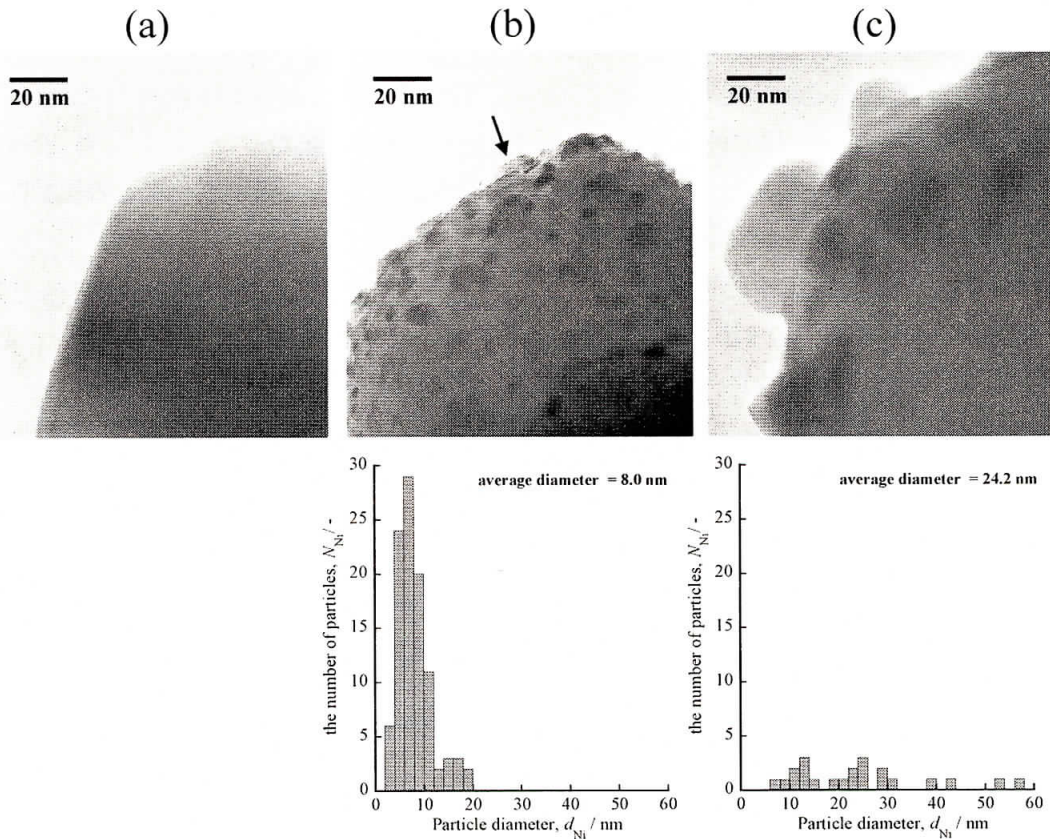 (a) (b) (c)
20 nm 20 nm 20 nm
average diameter = 8.0 nm
the number of particles, N_Ni / -
30
25
20
15
10
5
0
0 10 20 30 40 50 60
Particle diameter, d_Ni / nm
average diameter = 24.2 nm
the number of particles, N_Ni / -
30
25
20
15
10
5
0
0 10 20 30 40 50 60
Particle diameter, d_Ni / nm